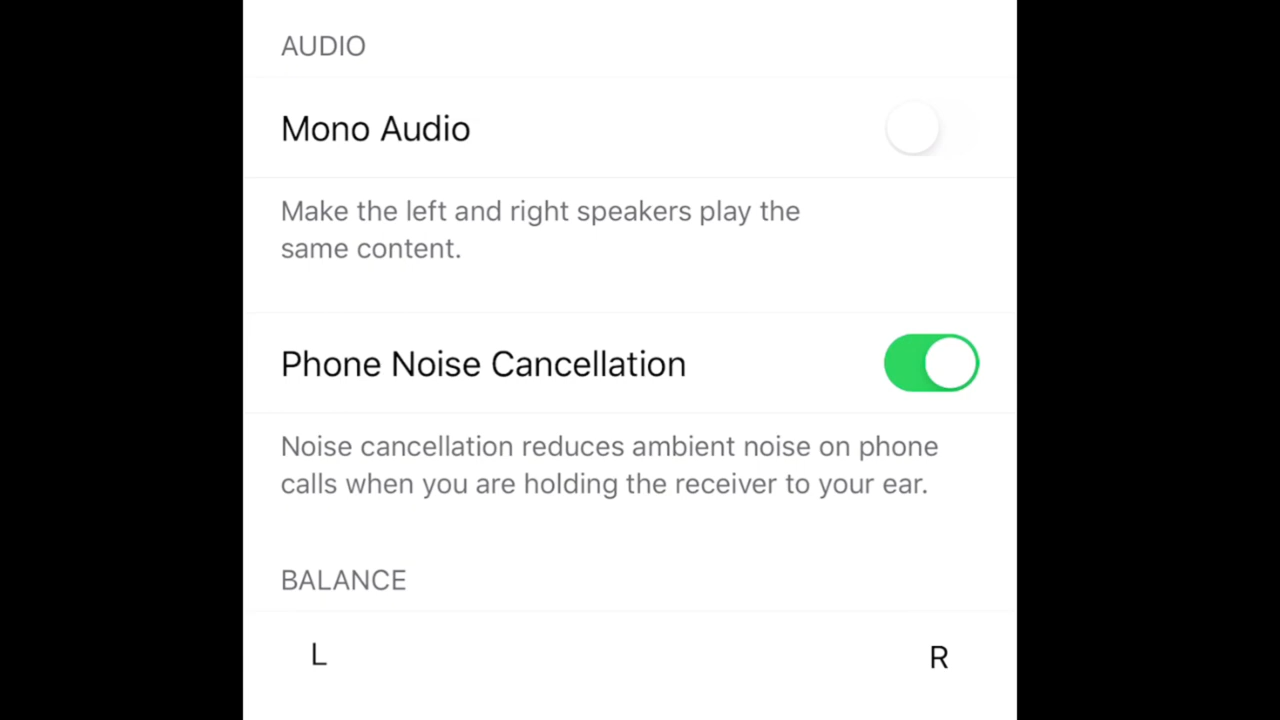 AUDIO
Mono Audio
Make the left and right speakers play the
same content.
Phone Noise Cancellation
Noise cancellation reduces ambient noise on phone
calls when you are holding the receiver to your ear.
BALANCE
L R